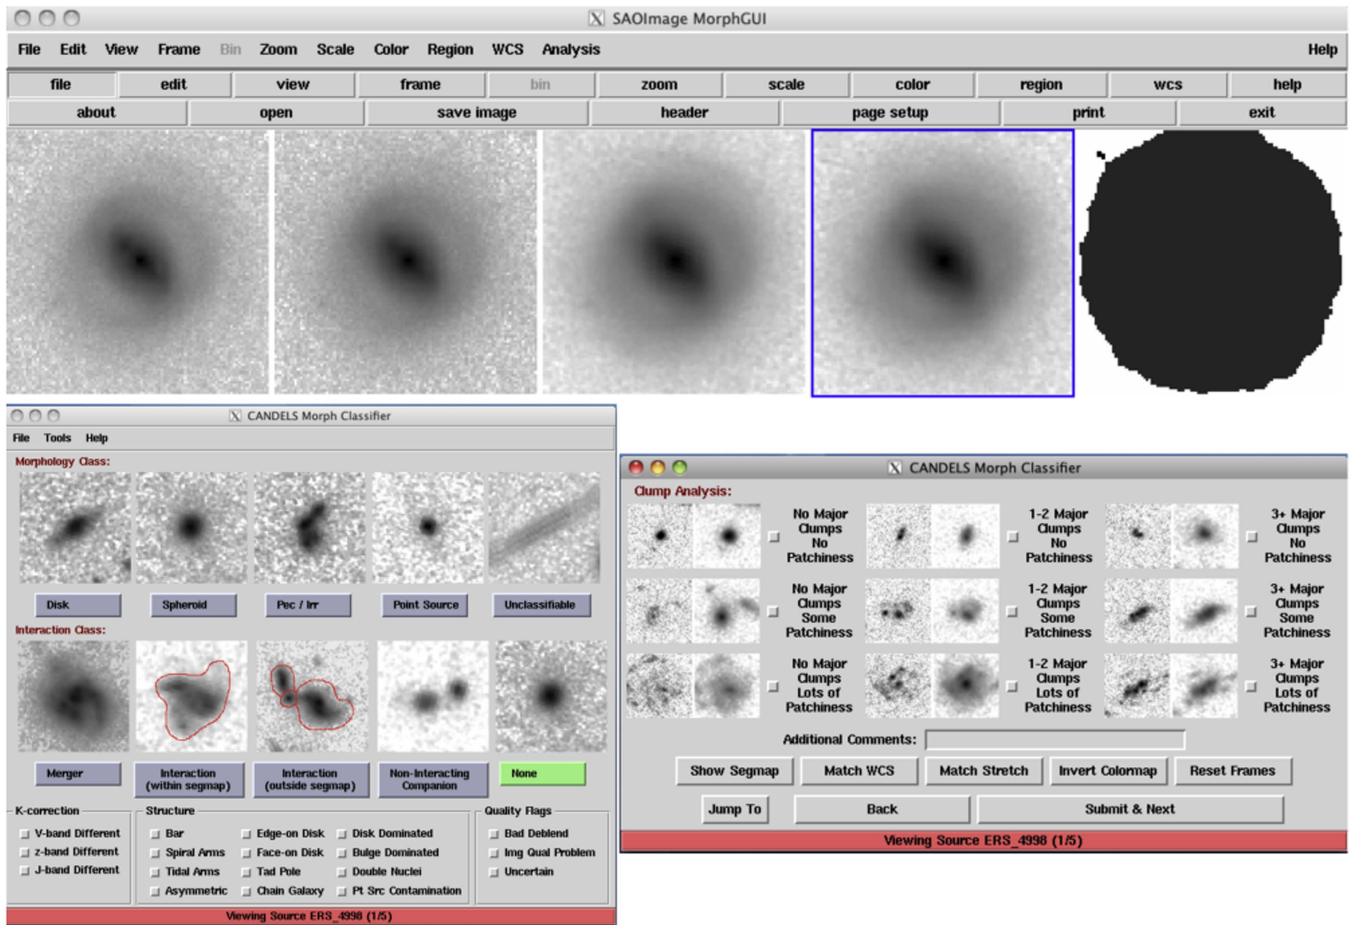 SAOImage MorphGUI
File Edit View Frame Bin Zoom Scale Color Region WCS Analysis Help
file edit view frame bin zoom scale color region wcs help
about open save image header page setup print exit
CANDELS Morph Classifier
File Tools Help
Morphology Class:
Disk Spheroid Pec / Irr Point Source Unclassifiable
Interaction Class:
Merger
Interaction
(within segmap)
Interaction
(outside segmap)
Non-Interacting
Companion
None
K-correction
V-band Different
z-band Different
J-band Different
Structure
Bar Edge-on Disk Disk Dominated
Spiral Arms Face-on Disk Bulge Dominated
Tidal Arms Tad Pole Double Nuclei
Asymmetric Chain Galaxy Pt Src Contamination
Quality Flags
Bad Deblend
Img Qual Problem
Uncertain
Viewing Source ERS_4998 (1/5)
CANDELS Morph Classifier
Clump Analysis:
No Major
Clumps
No
Patchiness
1-2 Major
Clumps
No
Patchiness
3+ Major
Clumps
No
Patchiness
No Major
Clumps
Some
Patchiness
1-2 Major
Clumps
Some
Patchiness
3+ Major
Clumps
Some
Patchiness
No Major
Clumps
Lots of
Patchiness
1-2 Major
Clumps
Lots of
Patchiness
3+ Major
Clumps
Lots of
Patchiness
Additional Comments:
Show Segmap Match WCS Match Stretch Invert Colormap Reset Frames
Jump To Back Submit & Next
Viewing Source ERS_4998 (1/5)